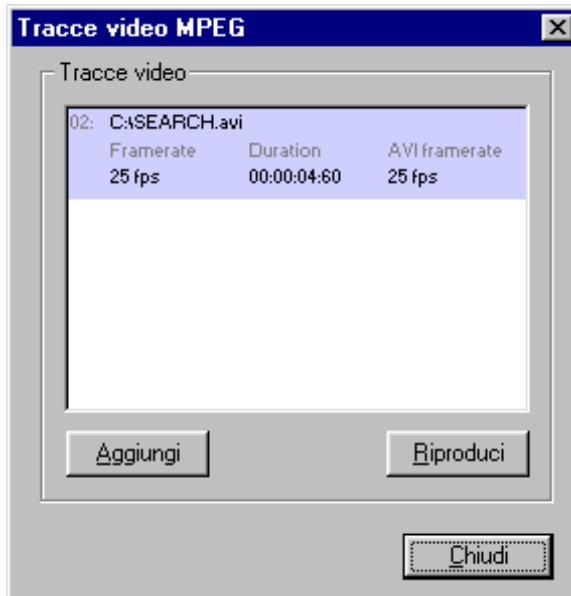 Tracce video MPEG
Tracce video
02: C:\SEARCH.avi
Framerate Duration AVI framerate
25 fps 00:00:04:60 25 fps
Aggiungi Riproduci
Chiudi